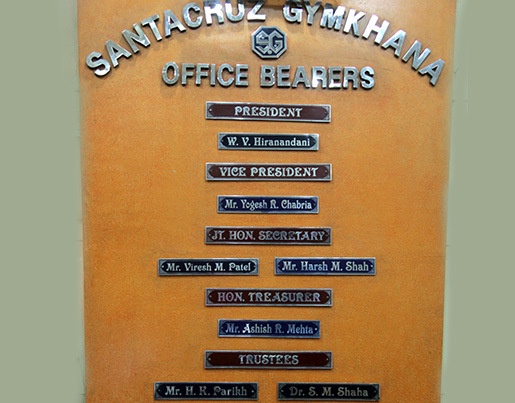 SANTACRUZ GYMKHANA
SG
OFFICE BEARERS
PRESIDENT
W. V. Hiranandani
VICE PRESIDENT
Mr. Yogesh R. Chabria
JT. HON. SECRETARY
Mr. Viresh M. Patel Mr. Harsh M. Shah
HON. TREASURER
Mr. Ashish R. Mehta
TRUSTEES
Mr. H. K. Parikh Dr. S. M. Shaha